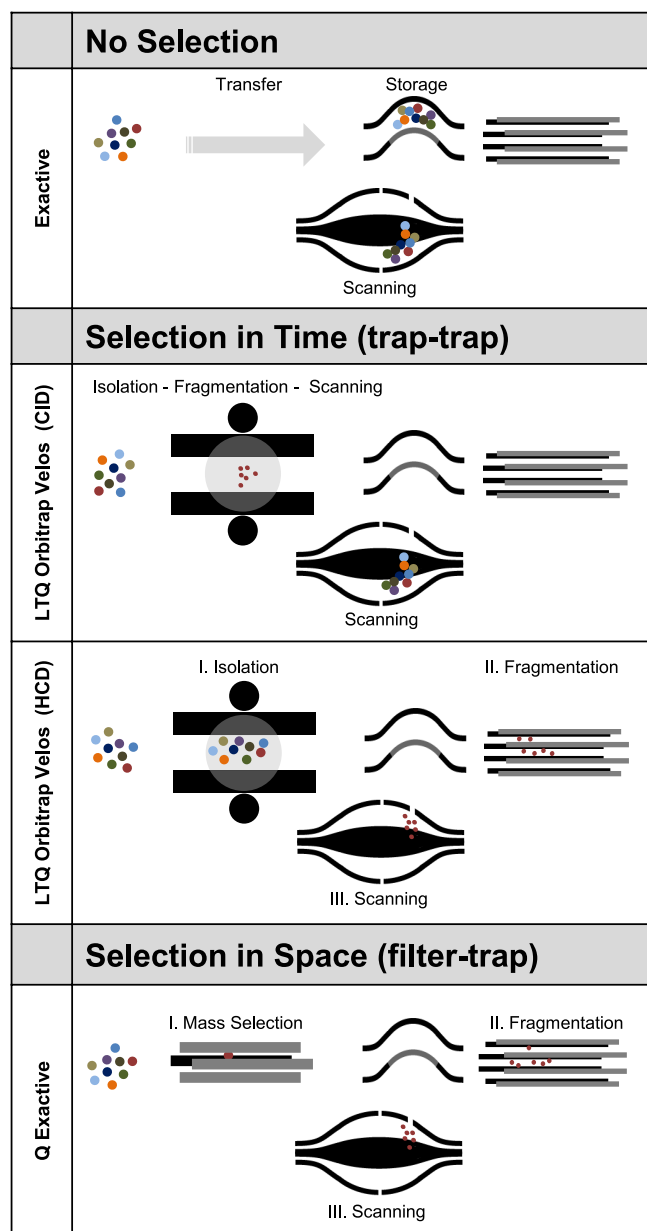 No Selection
Exactive
Transfer
Storage
Scanning
Selection in Time (trap-trap)
LTQ Orbitrap Velos (CID)
Isolation - Fragmentation - Scanning
Scanning
LTQ Orbitrap Velos (HCD)
I. Isolation
II. Fragmentation
III. Scanning
Selection in Space (filter-trap)
Q Exactive
I. Mass Selection
II. Fragmentation
III. Scanning